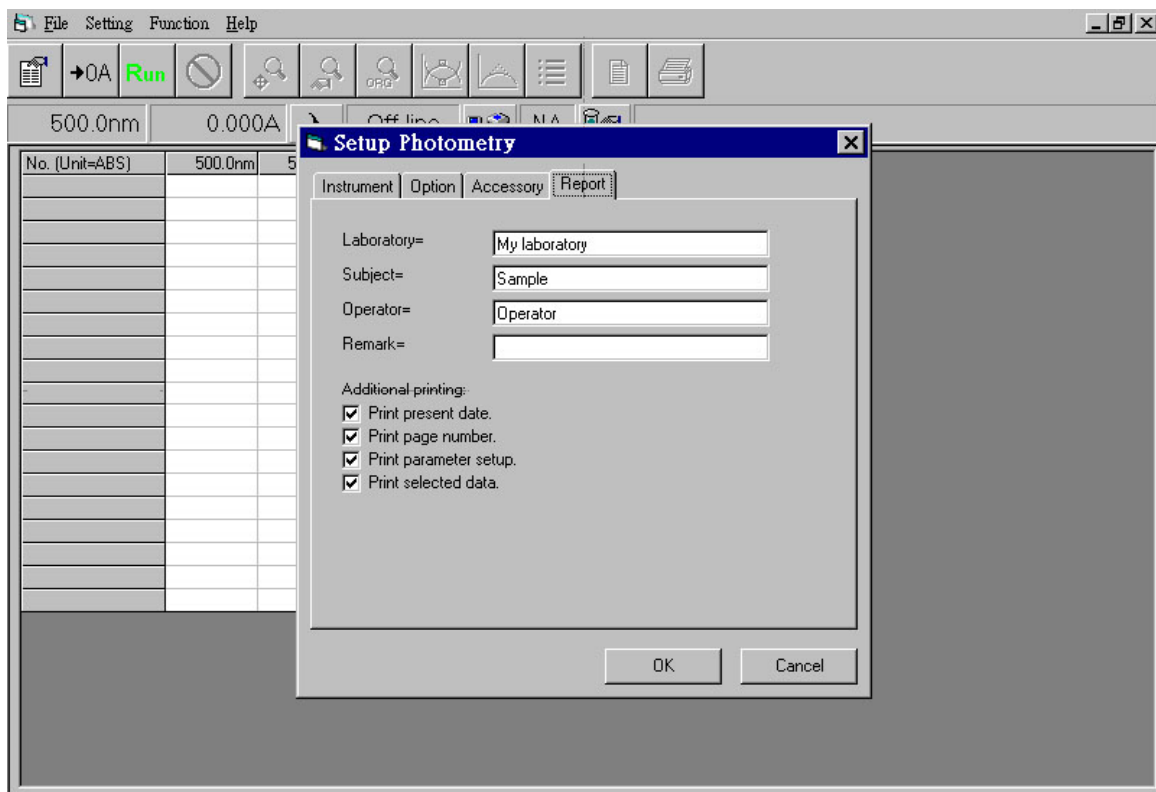 File Setting Function Help
→0A Run ORG
500.0nm 0.000A Off line NA
Setup Photometry
No. (Unit=ABS) 500.0nm 5
Instrument Option Accessory Report
Laboratory= My laboratory
Subject= Sample
Operator= Operator
Remark=
Additional printing:
Print present date.
Print page number.
Print parameter setup.
Print selected data.
OK Cancel